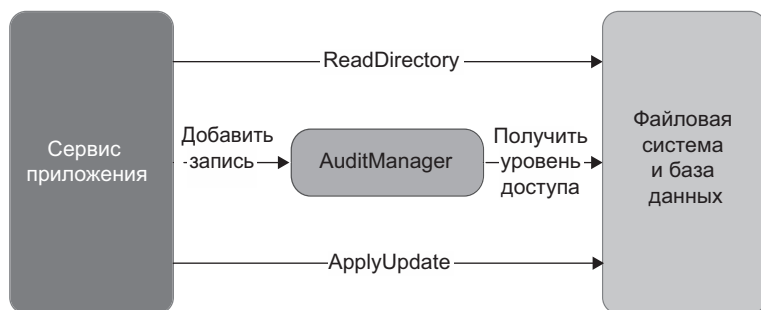 ReadDirectory
Сервис
приложения
Добавить
запись
AuditManager
Получить
уровень
доступа
Файловая
система
и база
данных
ApplyUpdate